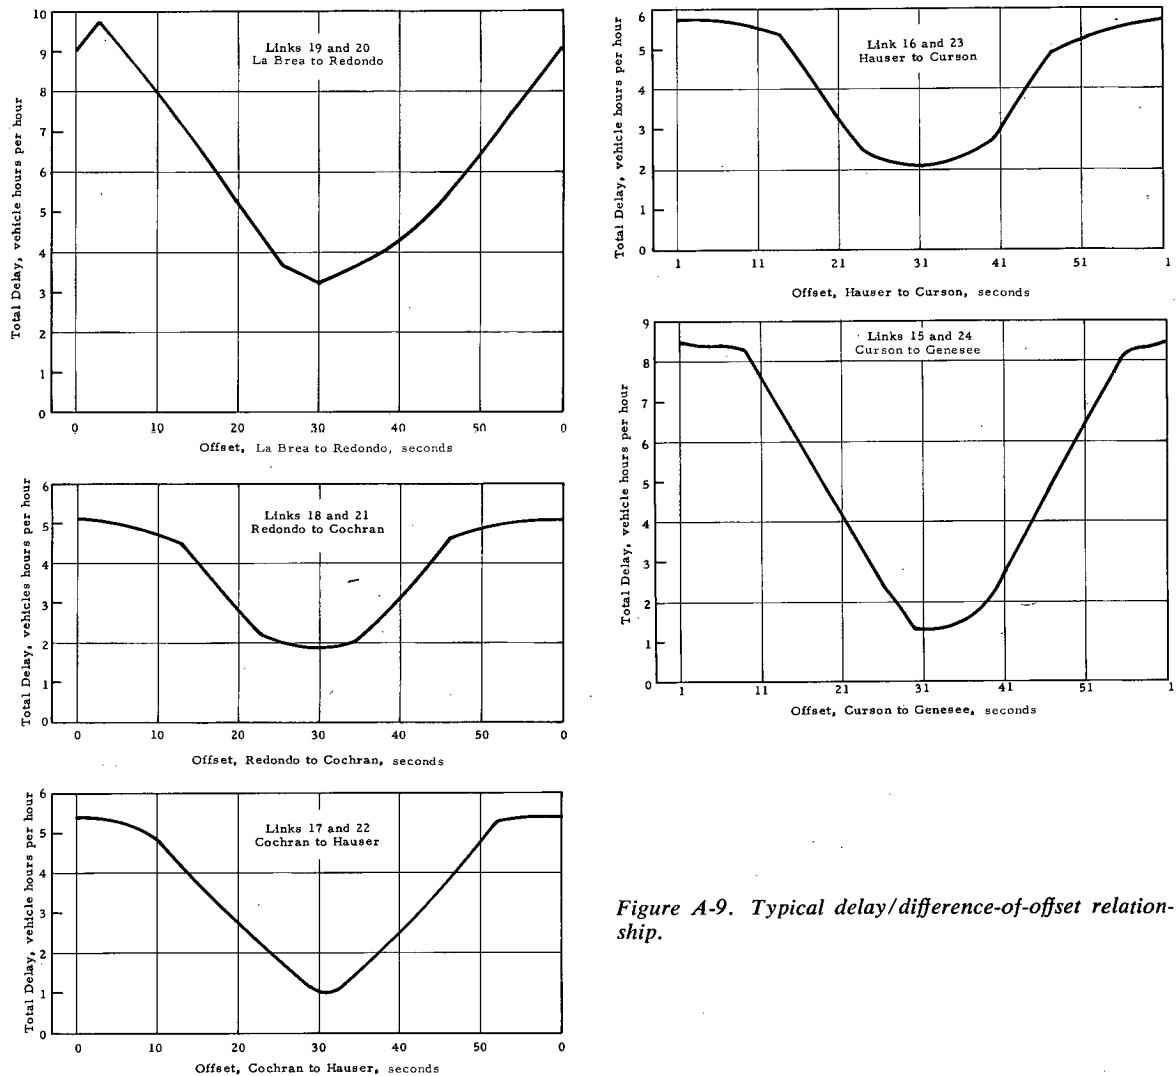 Total Delay, vehicle hours per hour
10
9
8
7
6
5
4
3
2
1
0
Links 19 and 20
La Brea to Redondo
0 10 20 30 40 50 0
Offset, La Brea to Redondo, seconds
Total Delay, vehicles hours per hour
6
5
4
3
2
1
0
Links 18 and 21
Redondo to Cochran
0 10 20 30 40 50 0
Offset, Redondo to Cochran, seconds
Total Delay, vehicle hours per hour
6
5
4
3
2
1
0
Links 17 and 22
Cochran to Hauser
0 10 20 30 40 50 0
Offset, Cochran to Hauser, seconds
Total Delay, vehicle hours per hour
6
5
4
3
2
1
0
Link 16 and 23
Hauser to Curson
1 11 21 31 41 51 1
Offset, Hauser to Curson, seconds
Total Delay, vehicle hours per hour
9
8
7
6
5
4
3
2
1
0
Links 15 and 24
Curson to Genesee
1 11 21 31 41 51 1
Offset, Curson to Genesee, seconds
Figure A-9. Typical delay/difference-of-offset relation-
ship.